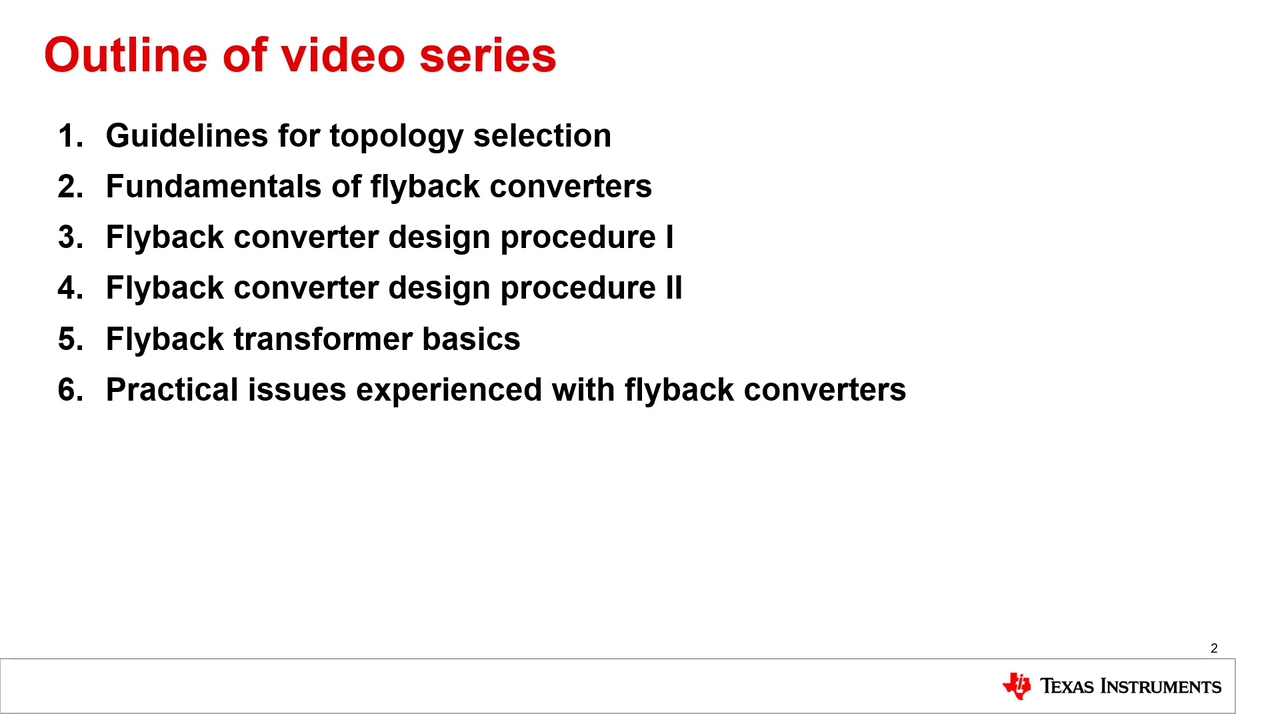 Outline of video series
1. Guidelines for topology selection
2. Fundamentals of flyback converters
3. Flyback converter design procedure I
4. Flyback converter design procedure II
5. Flyback transformer basics
6. Practical issues experienced with flyback converters
2
TEXAS INSTRUMENTS